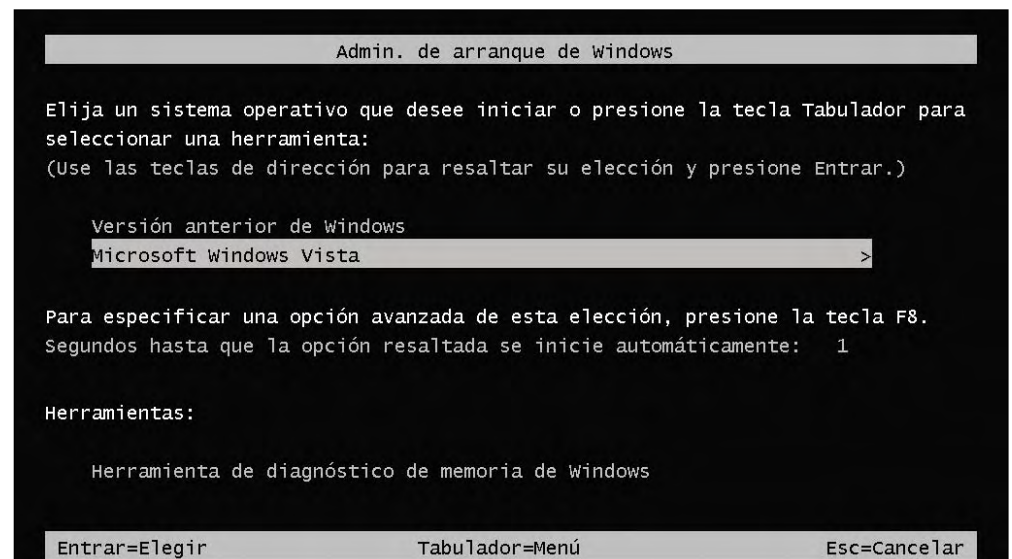 Admin. de arranque de Windows
Elija un sistema operativo que desee iniciar o presione la tecla Tabulador para
seleccionar una herramienta:
(Use las teclas de dirección para resaltar su elección y presione Entrar.)
Versión anterior de Windows
Microsoft Windows Vista >
Para especificar una opción avanzada de esta elección, presione la tecla F8.
Segundos hasta que la opción resaltada se inicie automáticamente: 1
Herramientas:
Herramienta de diagnóstico de memoria de Windows
Entrar=Elegir Tabulador=Menú Esc=Cancelar